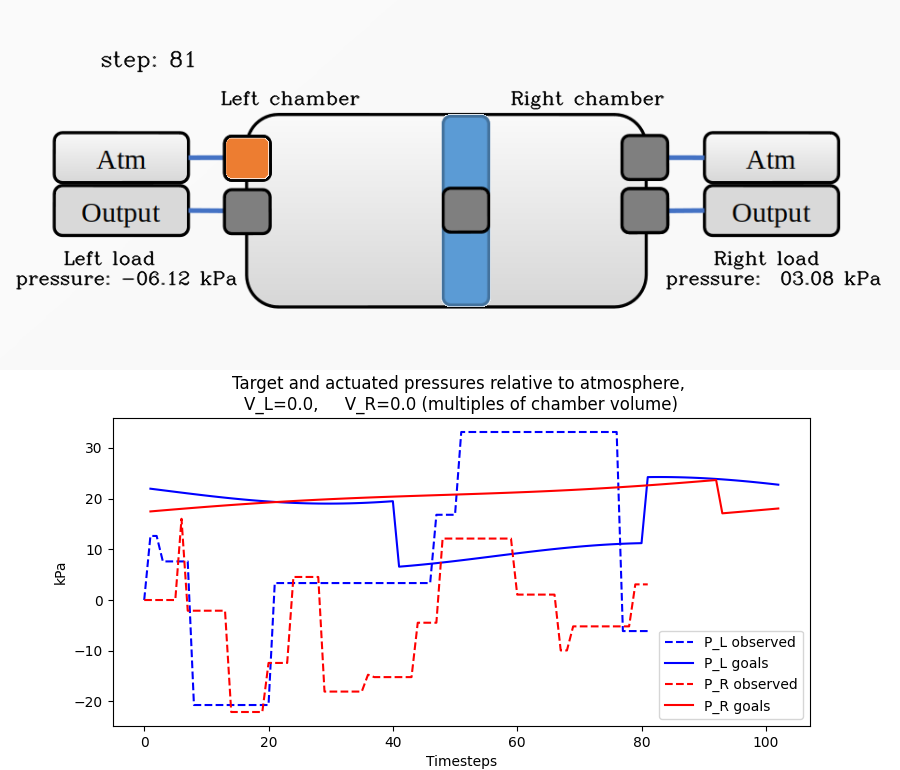 step: 81
Left chamber
Right chamber
Atm
Atm
Output
Output
Left load
pressure: -06.12 kPa
Right load
pressure: 03.08 kPa
Target and actuated pressures relative to atmosphere,
V_L=0.0, V_R=0.0 (multiples of chamber volume)
kPa
30
20
10
0
−10
−20
P_L observed
P_L goals
P_R observed
P_R goals
0 20 40 60 80 100
Timesteps